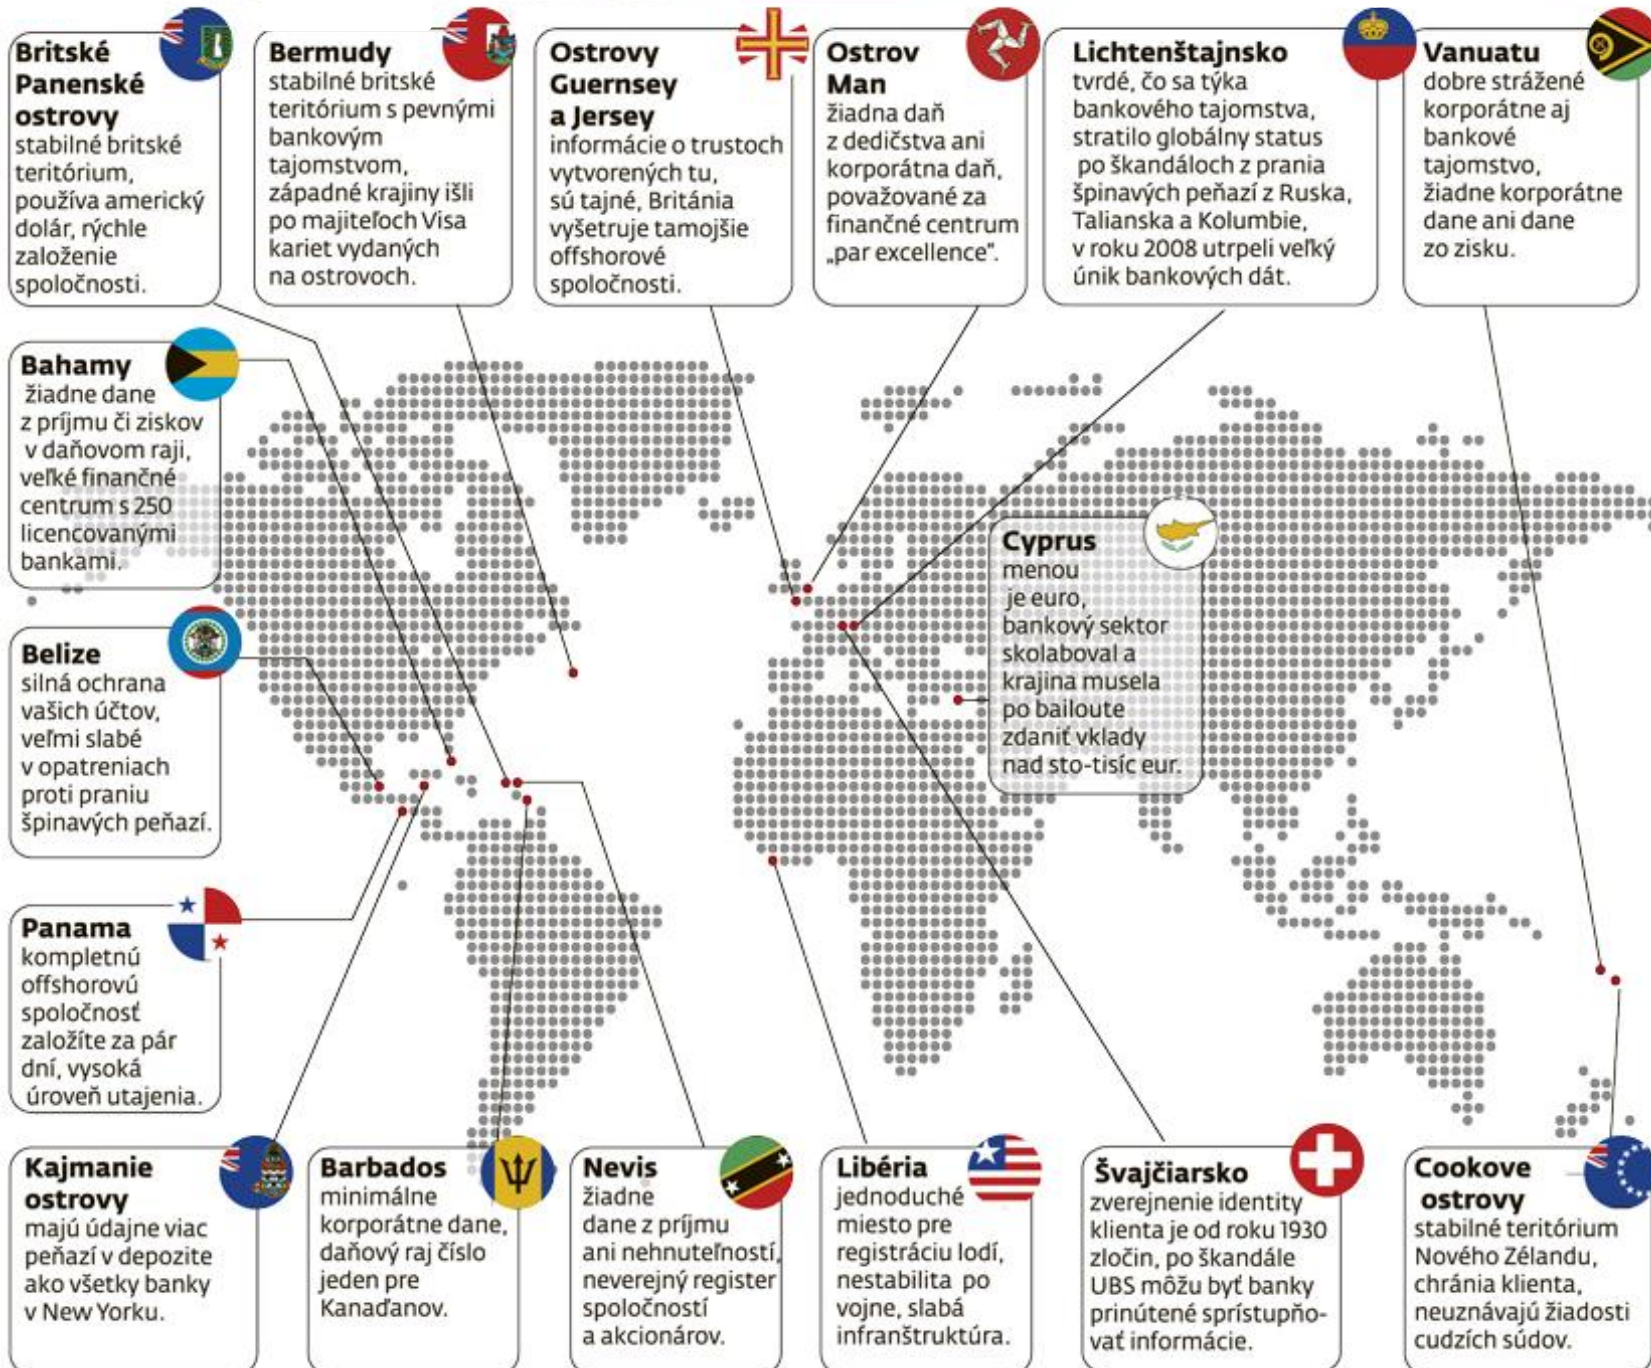 Britské
Panenské
ostrovy
stabilné britské
teritórium,
používa americký
dolár, rýchle
založenie
spoločnosti.
Bermudy
stabilné britské
teritórium s pevnými
bankovým
tajomstvom,
západné krajiny išli
po majiteľoch Visa
kariet vydaných
na ostrovoch.
Ostrovy
Guernsey
a Jersey
informácie o trustoch
vytvorených tu,
sú tajné, Británia
vyšetruje tamojšie
offshorové
spoločnosti.
Ostrov
Man
žiadna daň
z dedičstva ani
korporátna daň,
považované za
finančné centrum
„par excellence".
Lichtenštajnsko
tvrdé, čo sa týka
bankového tajomstva,
stratilo globálny status
po škandáloch z prania
špinavých peňazí z Ruska,
Talianska a Kolumbie,
v roku 2008 utrpeli veľký
únik bankových dát.
Vanuatu
dobre strážené
korporátne aj
bankové
tajomstvo,
žiadne korporátne
dane ani dane
zo zisku.
Bahamy
žiadne dane
z príjmu či ziskov
v daňovom raji,
veľké finančné
centrum s 250
licencovanými
bankami.
Cyprus
menou
je euro,
bankový sektor
skolaboval a
krajina musela
po bailoute
zdaniť vklady
nad sto-tisíc eur.
Belize
silná ochrana
vašich účtov,
veľmi slabé
v opatreniach
proti praniu
špinavých peňazí.
Panama
kompletnú
offshorovú
spoločnosť
založíte za pár
dní, vysoká
úroveň utajenia.
Kajmanie
ostrovy
majú údajne viac
peňazí v depozite
ako všetky banky
v New Yorku.
Barbados
minimálne
korporátne dane,
daňový raj číslo
jeden pre
Kanaďanov.
Nevis
žiadne
dane z príjmu
ani nehnuteľností,
neverejný register
spoločností
a akcionárov.
Libéria
jednoduché
miesto pre
registráciu lodí,
nestabilita po
vojne, slabá
infranštruktúra.
Švajčiarsko
zverejnenie identity
klienta je od roku 1930
zločin, po škandále
UBS môžu byť banky
prinútené sprístupňo-
vať informácie.
Cookove
ostrovy
stabilné teritórium
Nového Zélandu,
chránia klienta,
neuznávajú žiadosti
cudzích súdov.